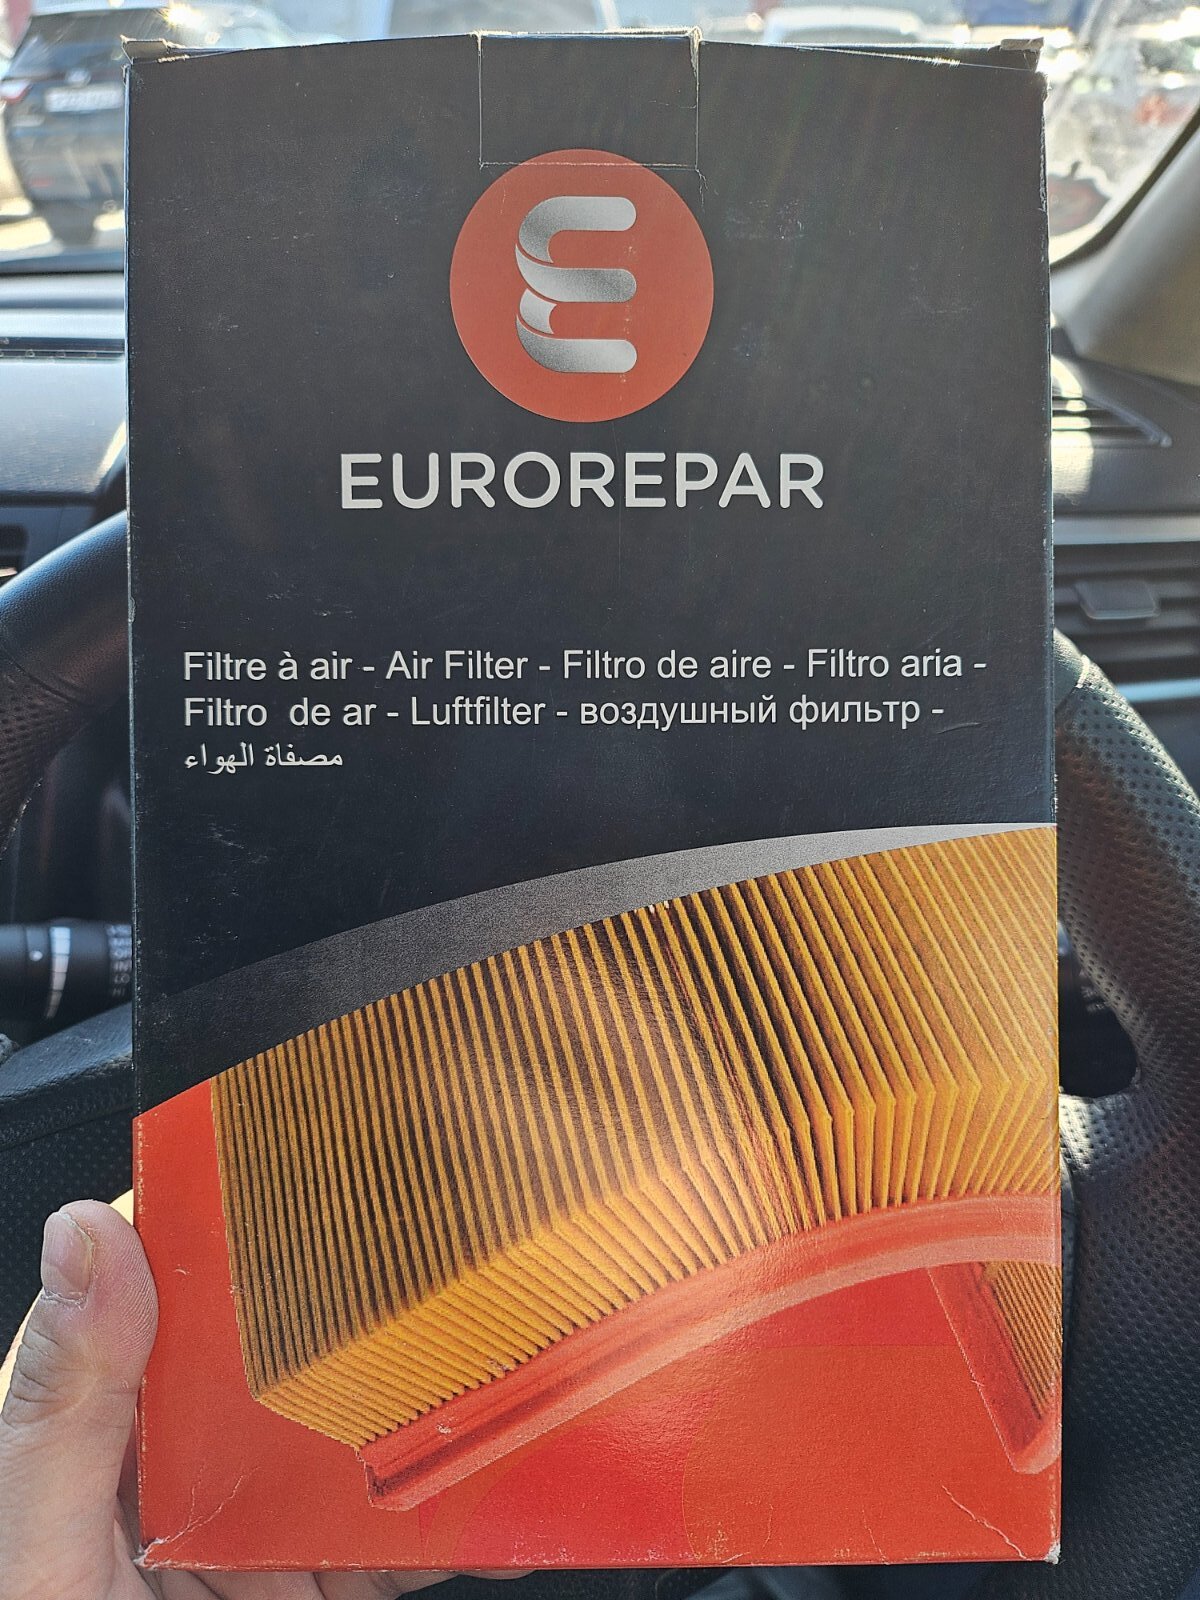 EUROREPAR
Filtre à air - Air Filter - Filtro de aire - Filtro aria -
Filtro de ar - Luftfilter - воздушный фильтр -
مصفاة الهواء